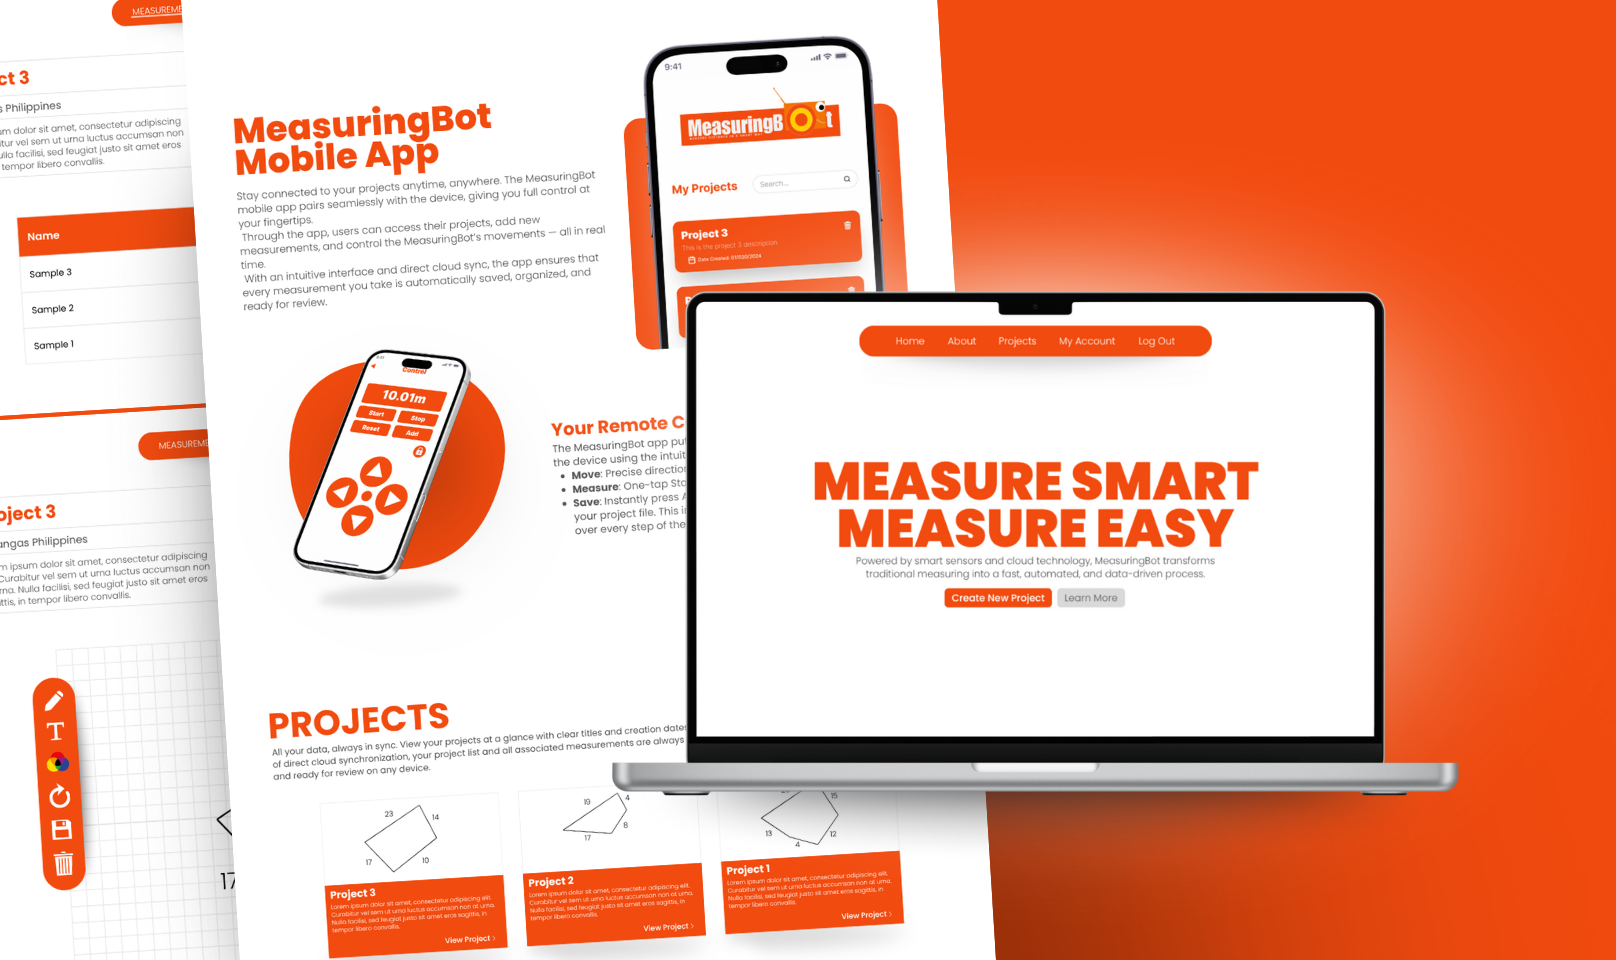 MEASUREME
ct 3
s Philippines
m dolor sit amet, consectetur adipiscing
itur vel sem ut urna luctus accumsan non
ulla facilisi, sed feugiat justo sit amet eros
tempor libero convallis.
Name
Sample 3
Sample 2
Sample 1
MEASUREME
oject 3
angas Philippines
m ipsum dolor sit amet, consectetur adipiscing
Curabitur vel sem ut urna luctus accumsan non
rna. Nulla facilisi, sed feugiat justo sit amet eros
ittis, in tempor libero convallis.
T
17
MeasuringBot
Mobile App
Stay connected to your projects anytime, anywhere. The MeasuringBot
mobile app pairs seamlessly with the device, giving you full control at
your fingertips.
Through the app, users can access their projects, add new
measurements, and control the MeasuringBot's movements — all in real
time.
With an intuitive interface and direct cloud sync, the app ensures that
every measurement you take is automatically saved, organized, and
ready for review.
9:41
MeasuringBot
My Projects
Search...
Project 3
This is the project 3 description
Date Created: 01/030/2024
9:41
Control
10.01m
Start
Stop
Reset
Add
Your Remote C
The MeasuringBot app put
the device using the intuit
• Move: Precise direction
• Measure: One-tap Sta
• Save: Instantly press A
your project file. This i
over every step of the
PROJECTS
All your data, always in sync. View your projects at a glance with clear titles and creation dates
of direct cloud synchronization, your project list and all associated measurements are always
and ready for review on any device.
23
14
17
10
Project 3
Lorem ipsum dolor sit amet, consectetur adipiscing elit.
Curabitur vel sem ut urna luctus accumsan non at urna.
Nulla facilisi, sed feugiat justo sit amet eros sagittis, in
tempor libero convallis.
View Project >
19
4
8
17
Project 2
Lorem ipsum dolor sit amet, consectetur adipiscing elit.
Curabitur vel sem ut urna luctus accumsan non at urna.
Nulla facilisi, sed feugiat justo sit amet eros sagittis, in
tempor libero convallis.
View Project >
15
13
12
4
Project 1
Lorem ipsum dolor sit amet, consectetur adipiscing elit.
Curabitur vel sem ut urna luctus accumsan non at urna.
Nulla facilisi, sed feugiat justo sit amet eros sagittis, in
tempor libero convallis.
View Project >
Home About Projects My Account Log Out
MEASURE SMART
MEASURE EASY
Powered by smart sensors and cloud technology, MeasuringBot transforms
traditional measuring into a fast, automated, and data-driven process.
Create New Project Learn More